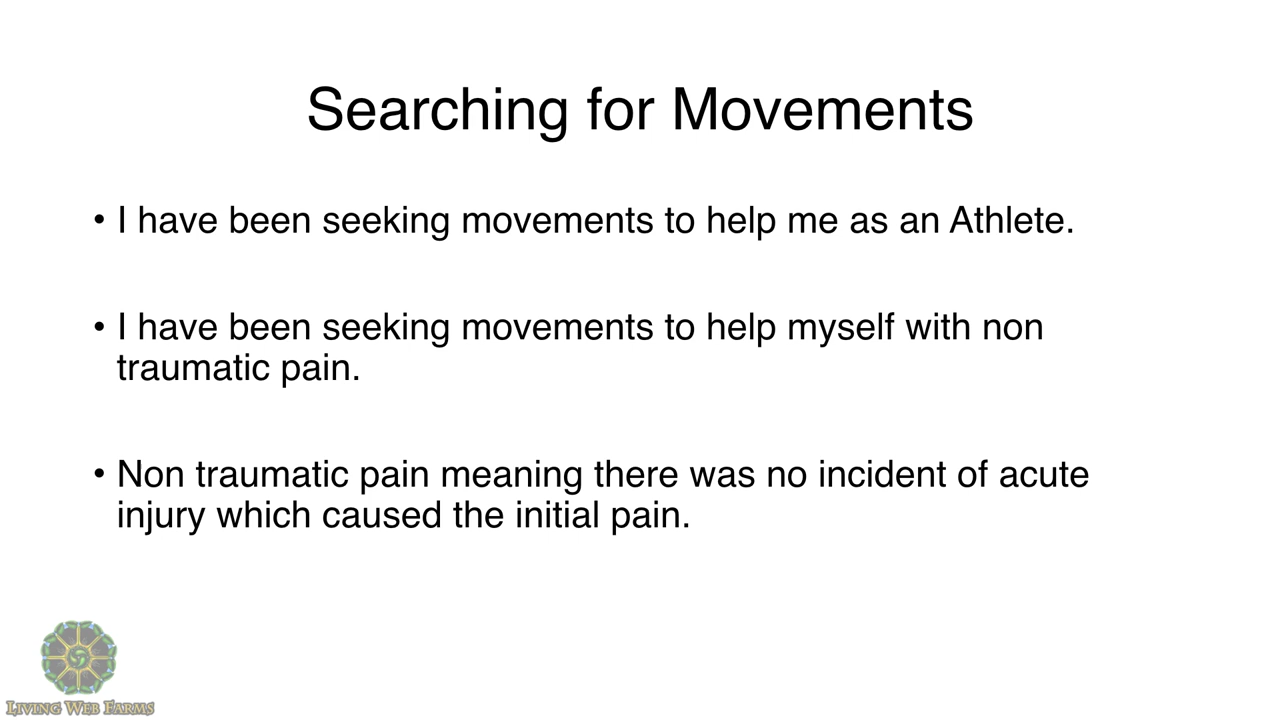 Searching for Movements
• I have been seeking movements to help me as an Athlete.
• I have been seeking movements to help myself with non
traumatic pain.
• Non traumatic pain meaning there was no incident of acute
injury which caused the initial pain.
LIVING WEB FARMS